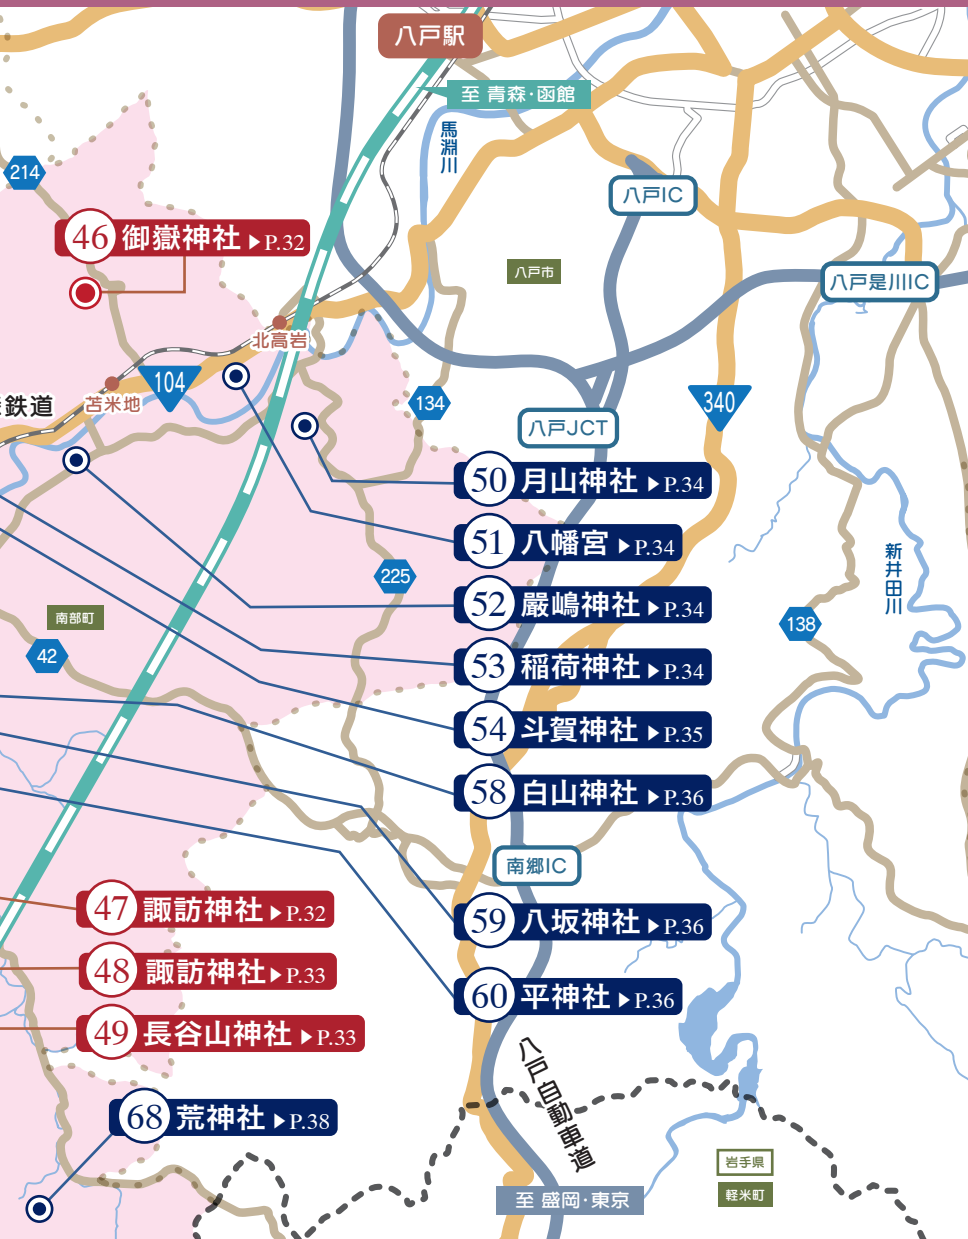 八戸駅
至 青森・函館
馬淵川
214
八戸IC
46 御嶽神社 ▶P.32
八戸市
八戸是川IC
北高岩
104
苫米地
鉄道
134
340
八戸JCT
50 月山神社 ▶P.34
51 八幡宮 ▶P.34
新井田川
225
52 嚴嶋神社 ▶P.34
南部町
138
42
53 稲荷神社 ▶P.34
54 斗賀神社 ▶P.35
58 白山神社 ▶P.36
南郷IC
47 諏訪神社 ▶P.32
59 八坂神社 ▶P.36
48 諏訪神社 ▶P.33
60 平神社 ▶P.36
49 長谷山神社 ▶P.33
八戸自動車道
68 荒神社 ▶P.38
岩手県
軽米町
至 盛岡・東京